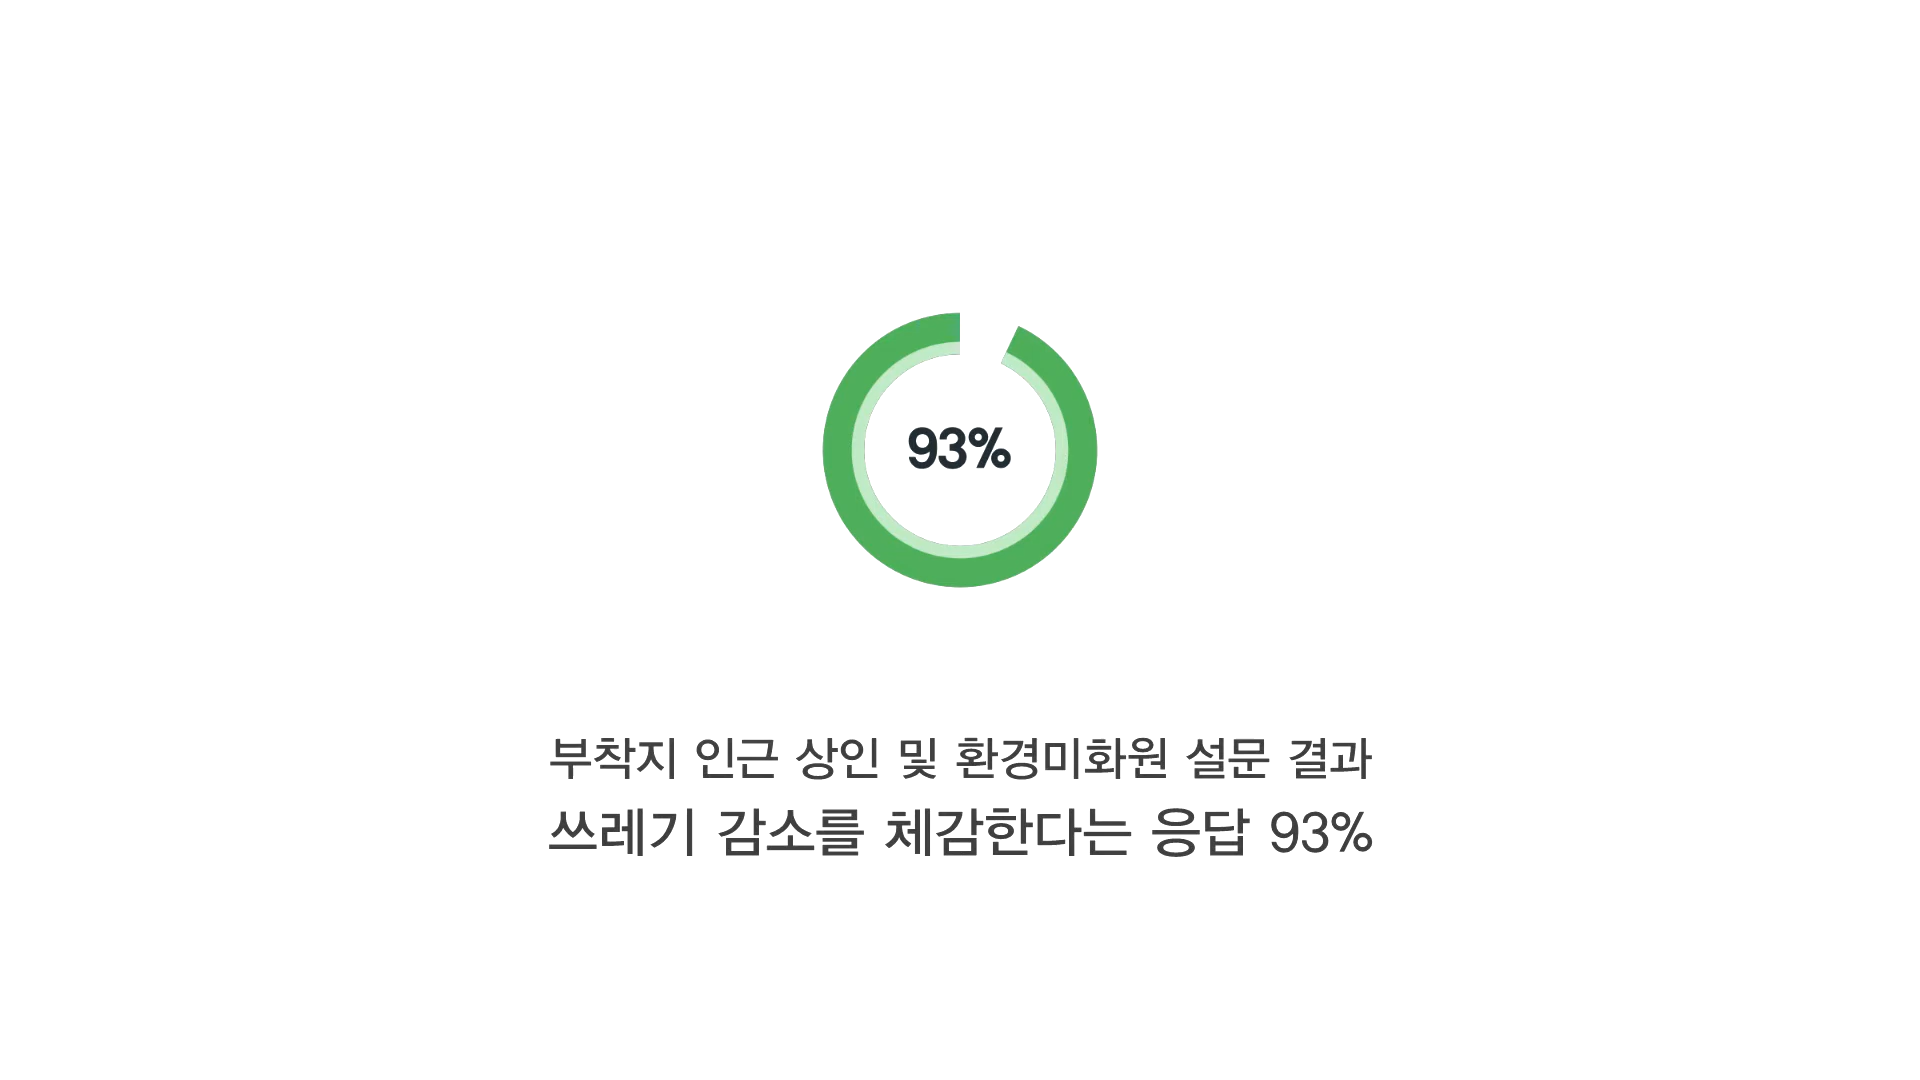 93%
부착지 인근 상인 및 환경미화원 설문 결과
쓰레기 감소를 체감한다는 응답 93%